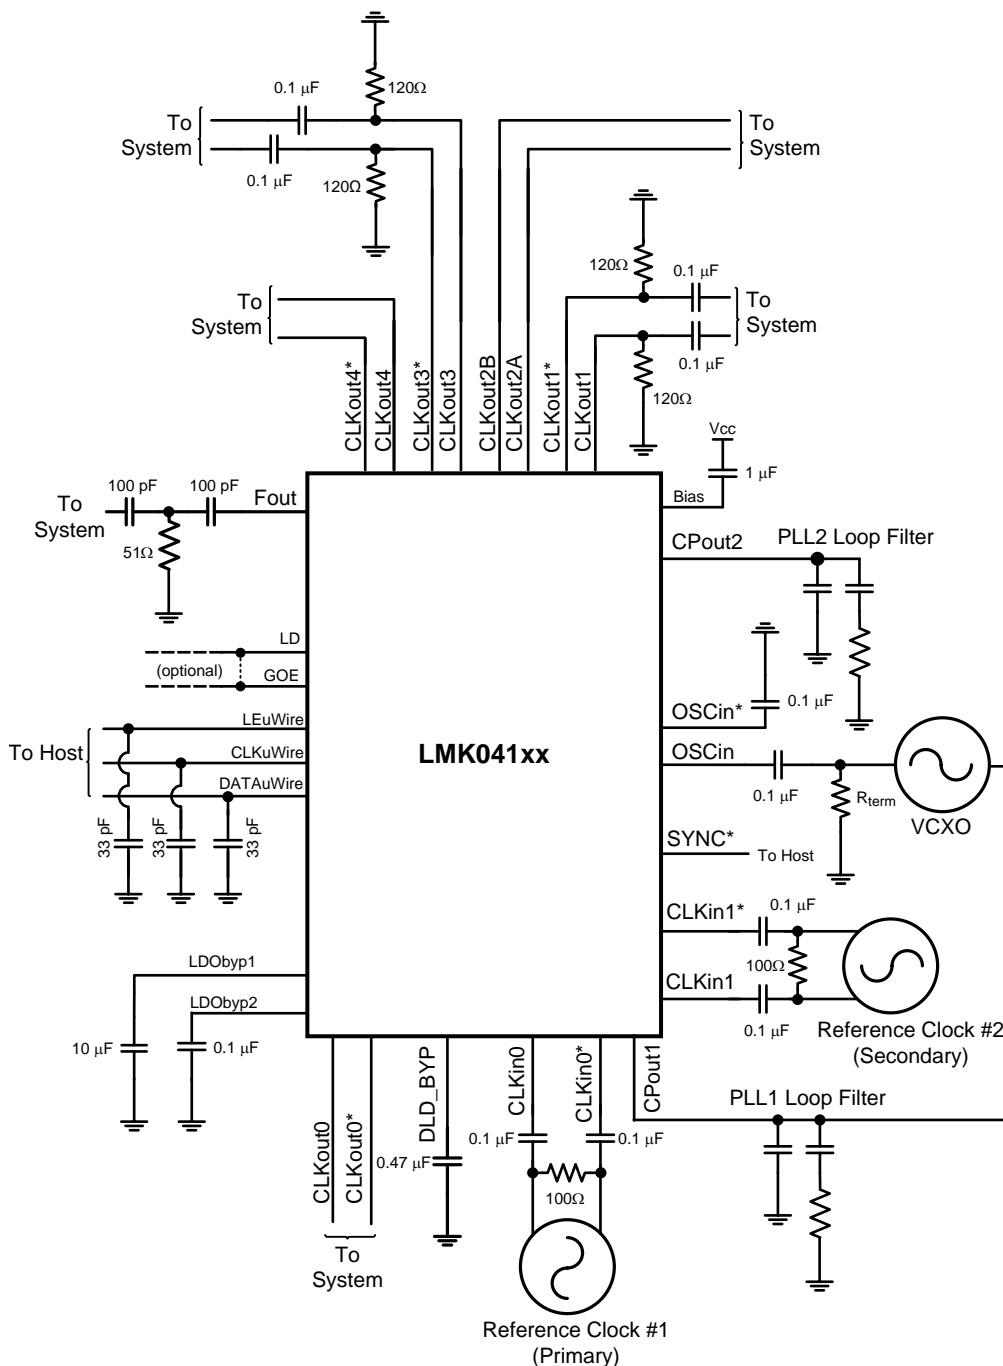 0.1 µF
120Ω
To
System
0.1 µF
120Ω
To
System
To
System
120Ω
0.1 µF
To
System
0.1 µF
120Ω
CLKout4*
CLKout4
CLKout3*
CLKout3
CLKout2B
CLKout2A
CLKout1*
CLKout1
Vcc
1 µF
Bias
100 pF
100 pF
Fout
To
System
51Ω
CPout2
PLL2 Loop Filter
LD
(optional)
GOE
LEuWire
To Host
CLKuWire
DATAuWire
33 pF
33 pF
33 pF
LMK041xx
0.1 µF
OSCin*
OSCin
0.1 µF
Rterm
VCXO
SYNC*
To Host
CLKin1*
0.1 µF
100Ω
CLKin1
0.1 µF
Reference Clock #2
(Secondary)
LDObyp1
LDObyp2
10 µF
0.1 µF
CLKout0
CLKout0*
DLD_BYP
CLKin0
CLKin0*
CPout1
PLL1 Loop Filter
0.47 µF
0.1 µF
0.1 µF
100Ω
To
System
Reference Clock #1
(Primary)